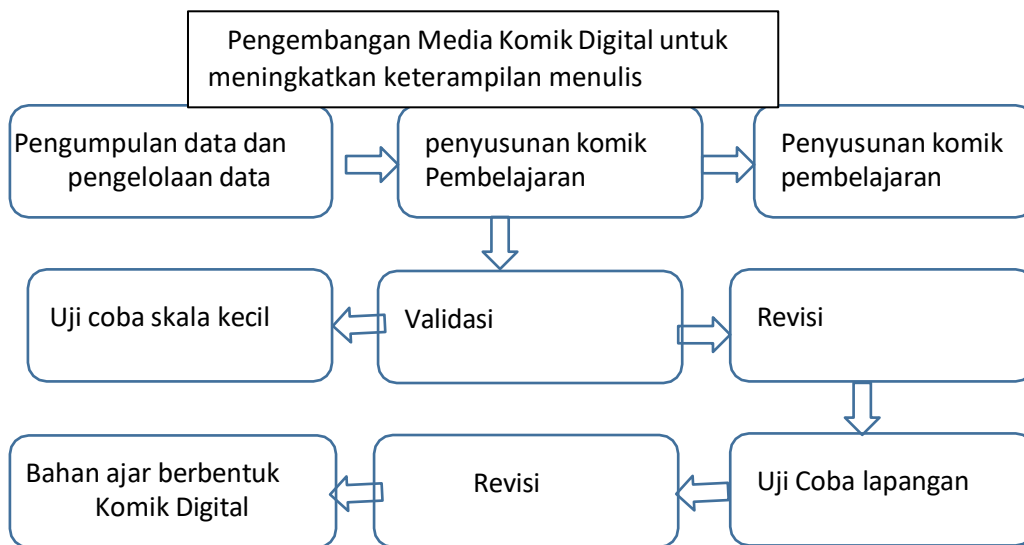 Pengembangan Media Komik Digital untuk
meningkatkan keterampilan menulis
Pengumpulan data dan
pengelolaan data
penyusunan komik
Pembelajaran
Penyusunan komik
pembelajaran
Uji coba skala kecil
Validasi
Revisi
Bahan ajar berbentuk
Komik Digital
Revisi
Uji Coba lapangan